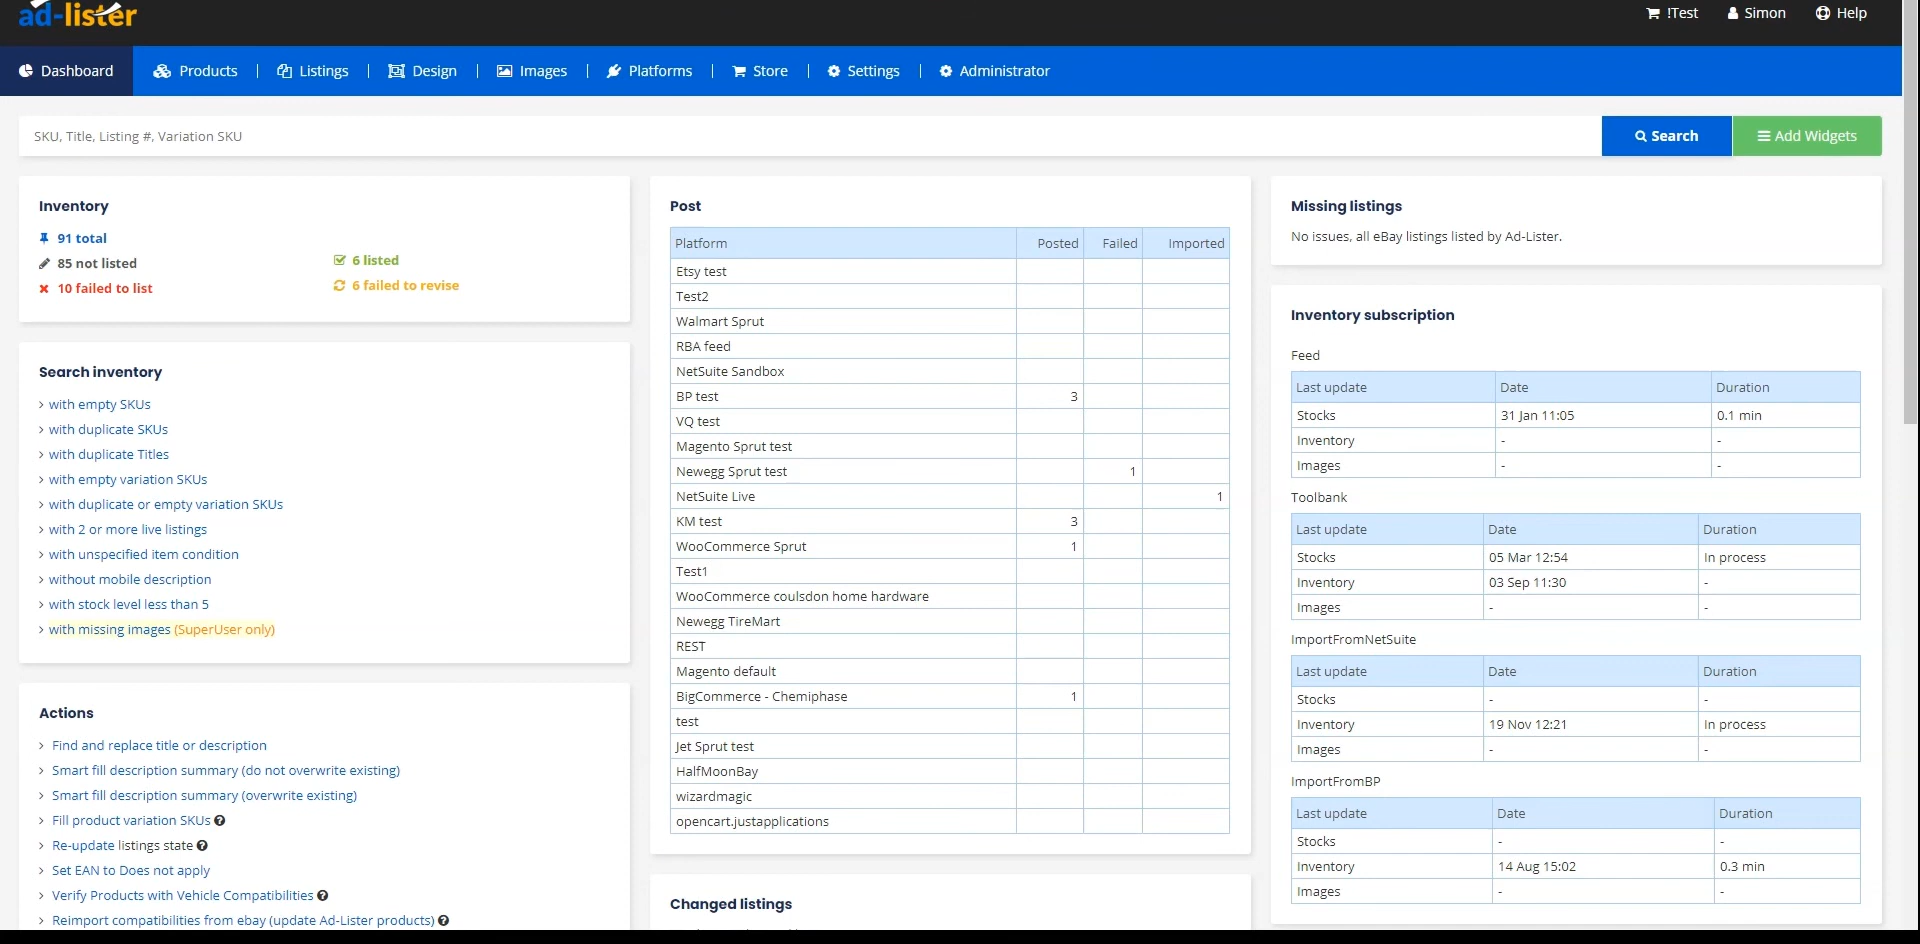 ad-lister
!Test
Simon
Help
Dashboard
Products
Listings
Design
Images
Platforms
Store
Settings
Administrator
SKU, Title, Listing #, Variation SKU
Search
Add Widgets
Inventory
91 total
85 not listed
10 failed to list
6 listed
6 failed to revise
Search inventory
with empty SKUs
with duplicate SKUs
with duplicate Titles
with empty variation SKUs
with duplicate or empty variation SKUs
with 2 or more live listings
with unspecified item condition
without mobile description
with stock level less than 5
with missing images (SuperUser only)
Actions
Find and replace title or description
Smart fill description summary (do not overwrite existing)
Smart fill description summary (overwrite existing)
Fill product variation SKUs ?
Re-update listings state ?
Set EAN to Does not apply
Verify Products with Vehicle Compatibilities ?
Reimport compatibilities from ebay (update Ad-Lister products) ?
Post
Platform Posted Failed Imported
Etsy test
Test2
Walmart Sprut
RBA feed
NetSuite Sandbox
BP test 3
VQ test
Magento Sprut test
Newegg Sprut test 1
NetSuite Live 1
KM test 3
WooCommerce Sprut 1
Test1
WooCommerce coulsdon home hardware
Newegg TireMart
REST
Magento default
BigCommerce - Chemiphase 1
test
Jet Sprut test
HalfMoonBay
wizardmagic
opencart.justapplications
Changed listings
Missing listings
No issues, all eBay listings listed by Ad-Lister.
Inventory subscription
Feed
Last update Date Duration
Stocks 31 Jan 11:05 0.1 min
Inventory - -
Images - -
Toolbank
Last update Date Duration
Stocks 05 Mar 12:54 In process
Inventory 03 Sep 11:30 -
Images - -
ImportFromNetSuite
Last update Date Duration
Stocks - -
Inventory 19 Nov 12:21 In process
Images - -
ImportFromBP
Last update Date Duration
Stocks - -
Inventory 14 Aug 15:02 0.3 min
Images - -